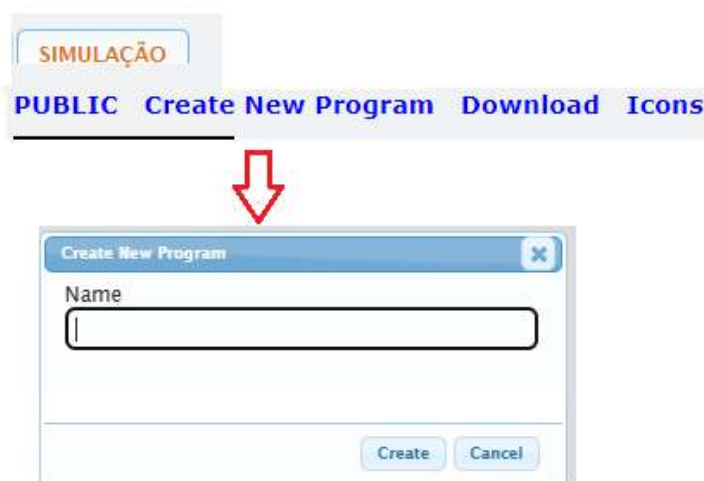 SIMULAÇÃO
PUBLIC Create New Program Download Icons
Create New Program
Name
Create Cancel